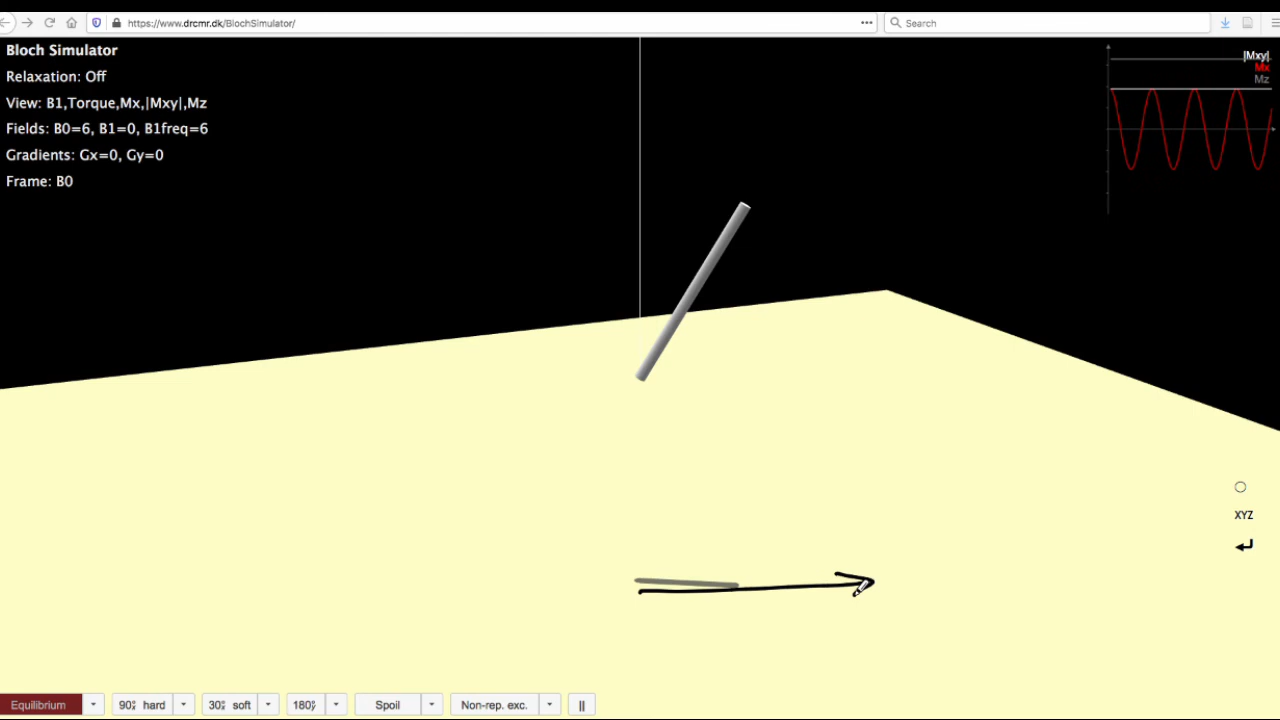 https://www.drcmr.dk/BlochSimulator/
Search
Bloch Simulator
Relaxation: Off
View: B1,Torque,Mx,|Mxy|,Mz
Fields: B0=6, B1=0, B1freq=6
Gradients: Gx=0, Gy=0
Frame: B0
|Mxy|
Mx
Mz
XYZ
Equilibrium
90° hard
30° soft
180°
Spoil
Non-rep. exc.
||